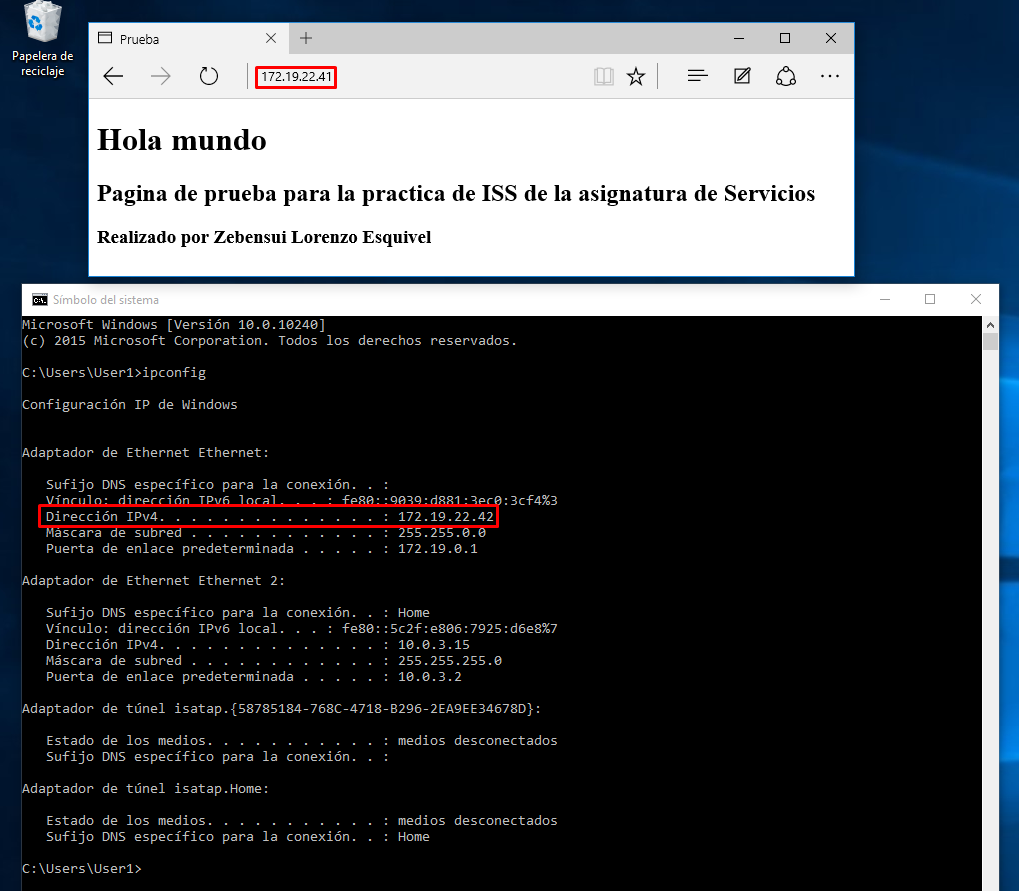 Papelera de
reciclaje
Prueba
172.19.22.41
Hola mundo
Pagina de prueba para la practica de ISS de la asignatura de Servicios
Realizado por Zebensui Lorenzo Esquivel
C:\.
Símbolo del sistema
Microsoft Windows [Versión 10.0.10240]
(c) 2015 Microsoft Corporation. Todos los derechos reservados.
C:\Users\User1>ipconfig
Configuración IP de Windows
Adaptador de Ethernet Ethernet:
Sufijo DNS específico para la conexión. . :
Vínculo: dirección IPv6 local. . . : fe80::9039:d881:3ec0:3cf4%3
Dirección IPv4. . . . . . . . . . . . . . : 172.19.22.42
Máscara de subred . . . . . . . . . . . . : 255.255.0.0
Puerta de enlace predeterminada . . . . . : 172.19.0.1
Adaptador de Ethernet Ethernet 2:
Sufijo DNS específico para la conexión. . : Home
Vínculo: dirección IPv6 local. . . : fe80::5c2f:e806:7925:d6e8%7
Dirección IPv4. . . . . . . . . . . . . . : 10.0.3.15
Máscara de subred . . . . . . . . . . . . : 255.255.255.0
Puerta de enlace predeterminada . . . . . : 10.0.3.2
Adaptador de túnel isatap.{58785184-768C-4718-B296-2EA9EE34678D}:
Estado de los medios. . . . . . . . . . . : medios desconectados
Sufijo DNS específico para la conexión. . :
Adaptador de túnel isatap.Home:
Estado de los medios. . . . . . . . . . . : medios desconectados
Sufijo DNS específico para la conexión. . : Home
C:\Users\User1>